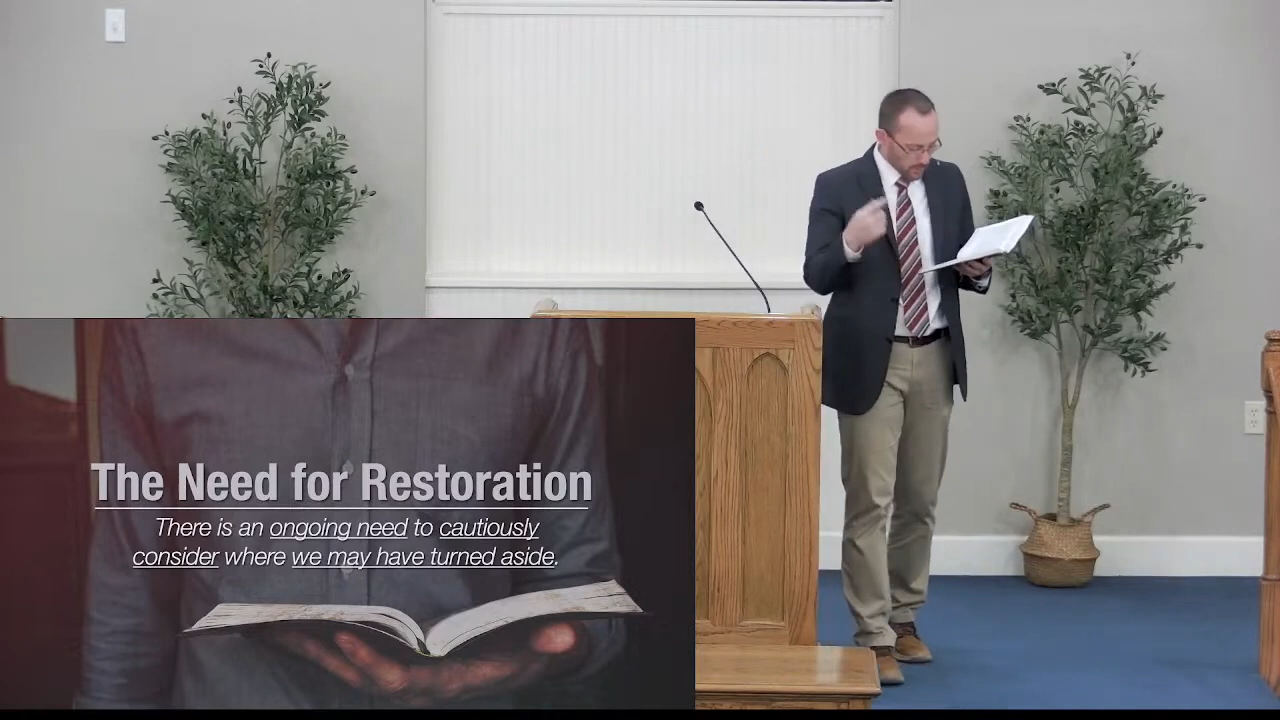 The Need for Restoration
There is an ongoing need to cautiously
consider where we may have turned aside.